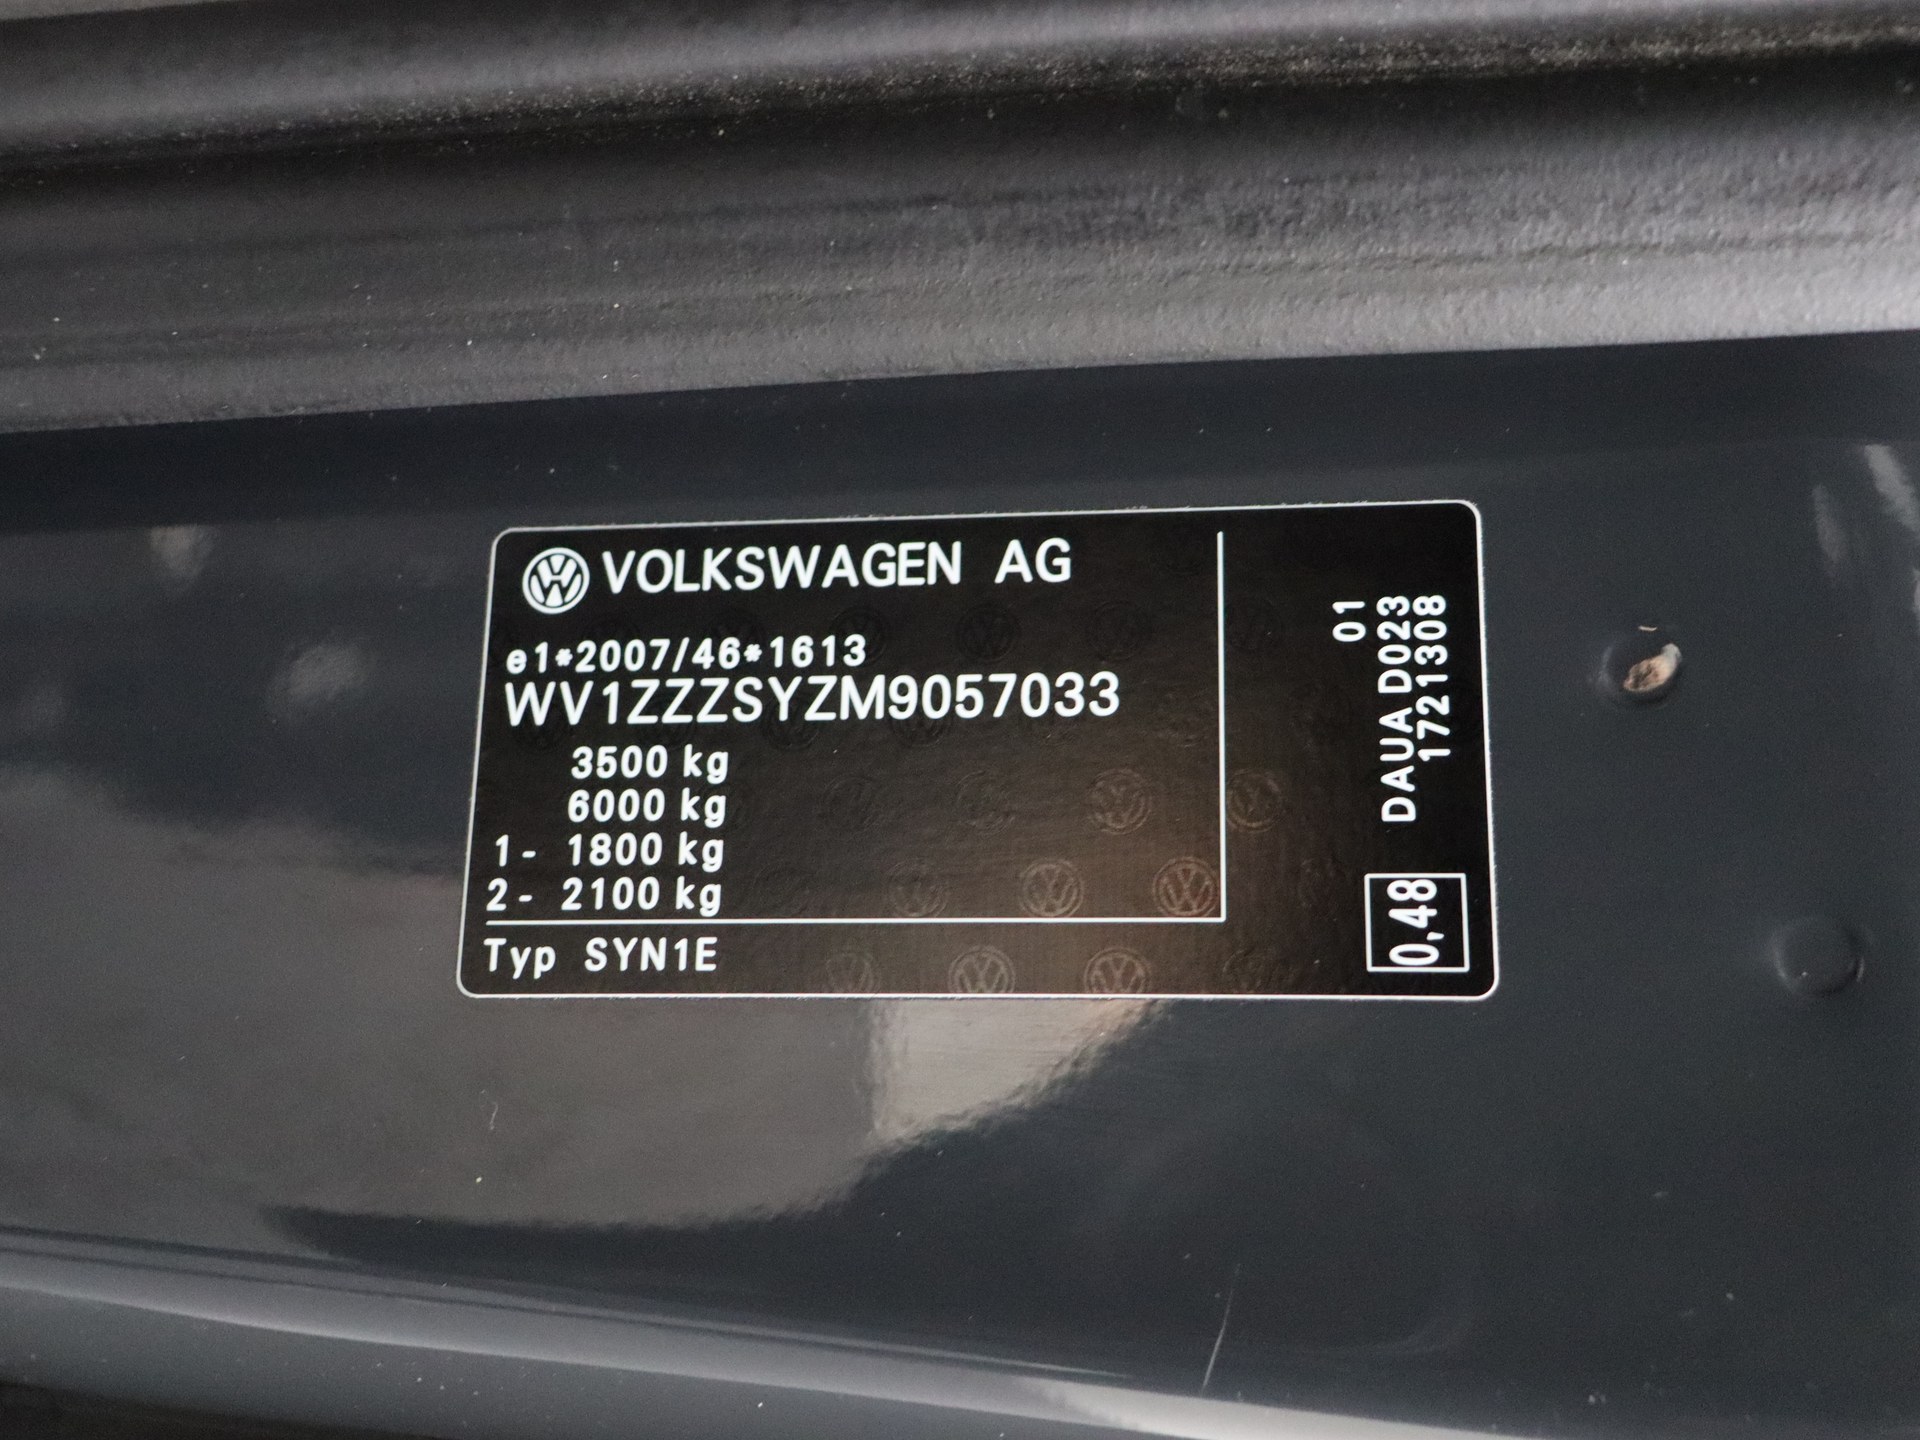 VOLKSWAGEN AG
e1*2007/46*1613
WV1ZZZSYZM9057033
3500 kg
6000 kg
1- 1800 kg
2- 2100 kg
Typ SYN1E
01
DAUA D023
1721308
0,48